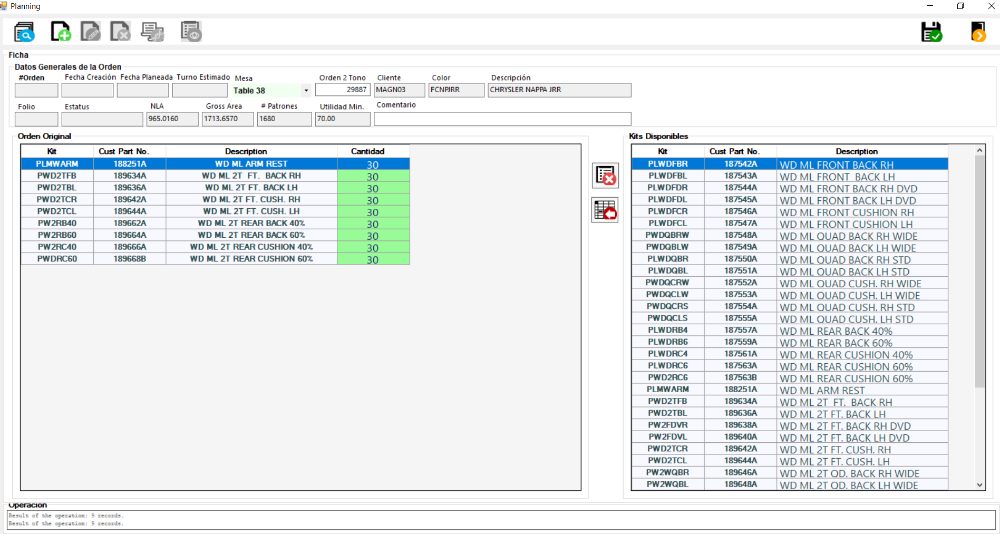 Planning
Ficha
Datos Generales de la Orden
#Orden Fecha Creación Fecha Planeada Turno Estimado Mesa Orden 2 Tono Cliente Color Descripción
Table 38 29887 MAGN03 FCNPJRR CHRYSLER NAPPA JRR
Folio Estatus NLA Gross Area # Patrones Utilidad Min. Comentario
965.0160 1713.6570 1680 70.00
Orden Original
Kit Cust Part No. Description Cantidad
PLMWARM 188251A WD ML ARM REST 30
PWD2TFB 189634A WD ML 2T FT. BACK RH 30
PWD2TBL 189636A WD ML 2T FT. BACK LH 30
PWD2TCR 189642A WD ML 2T FT. CUSH. RH 30
PWD2TCL 189644A WD ML 2T FT. CUSH. LH 30
PW2RB40 189662A WD ML 2T REAR BACK 40% 30
PW2RB60 189664A WD ML 2T REAR BACK 60% 30
PW2RC40 189666A WD ML 2T REAR CUSHION 40% 30
PWDRC60 189668B WD ML 2T REAR CUSHION 60% 30
Kits Disponibles
Kit Cust Part No. Description
PLWDFBR 187542A WD ML FRONT BACK RH
PLWDFBL 187543A WD ML FRONT BACK LH
PLWDFDR 187544A WD ML FRONT BACK RH DVD
PLWDFDL 187545A WD ML FRONT BACK LH DVD
PLWDFCR 187546A WD ML FRONT CUSHION RH
PLWDFCL 187547A WD ML FRONT CUSHION LH
PWDQBRW 187548A WD ML QUAD BACK RH WIDE
PWDQBLW 187549A WD ML QUAD BACK LH WIDE
PLWDQBR 187550A WD ML QUAD BACK RH STD
PLWDQBL 187551A WD ML QUAD BACK LH STD
PWDQCRW 187552A WD ML QUAD CUSH. RH WIDE
PWDQCLW 187553A WD ML QUAD CUSH. LH WIDE
PWDQCRS 187554A WD ML QUAD CUSH. RH STD
PWDQCLS 187555A WD ML QUAD CUSH. LH STD
PLWDRB4 187557A WD ML REAR BACK 40%
PLWDRB6 187559A WD ML REAR BACK 60%
PLWDRC4 187561A WD ML REAR CUSHION 40%
PLWDRC6 187563A WD ML REAR CUSHION 60%
PWD2RC6 187563B WD ML REAR CUSHION 60%
PLMWARM 188251A WD ML ARM REST
PWD2TFB 189634A WD ML 2T FT. BACK RH
PWD2TBL 189636A WD ML 2T FT. BACK LH
PW2FDVR 189638A WD ML 2T FT. BACK RH DVD
PW2FDVL 189640A WD ML 2T FT. BACK LH DVD
PWD2TCR 189642A WD ML 2T FT. CUSH. RH
PWD2TCL 189644A WD ML 2T FT. CUSH. LH
PW2WQBR 189646A WD ML 2T QD. BACK RH WIDE
PW2WQBL 189648A WD ML 2T QD. BACK LH WIDE
Operación
Result of the operation: 9 records.
Result of the operation: 9 records.